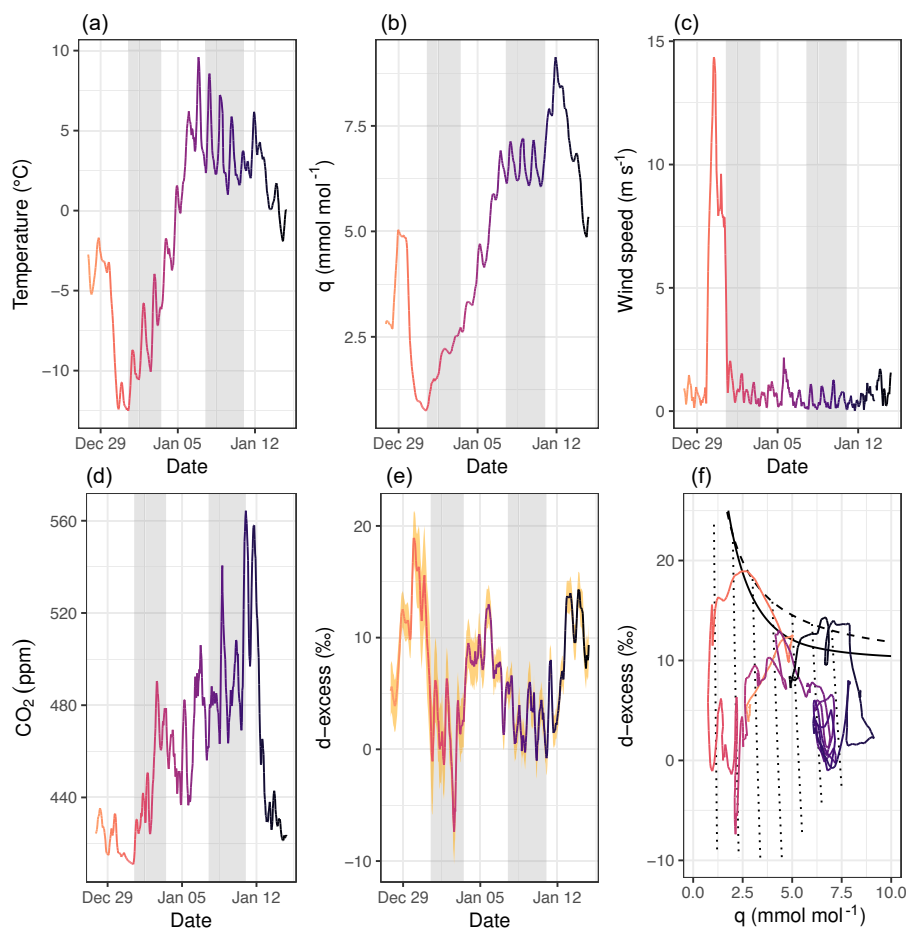 (a)
(b)
(c)
10
5
0
−5
−10
Temperature (°C)
Dec 29
Jan 05
Jan 12
Date
7.5
5.0
2.5
q (mmol mol⁻¹)
Dec 29
Jan 05
Jan 12
Date
15
10
5
0
Wind speed (m s⁻¹)
Dec 29
Jan 05
Jan 12
Date
(d)
(e)
(f)
560
520
480
440
CO₂ (ppm)
Dec 29
Jan 05
Jan 12
Date
20
10
0
−10
d−excess (‰)
Dec 29
Jan 05
Jan 12
Date
20
10
0
−10
d−excess (‰)
0.0
2.5
5.0
7.5
10.0
q (mmol mol⁻¹)